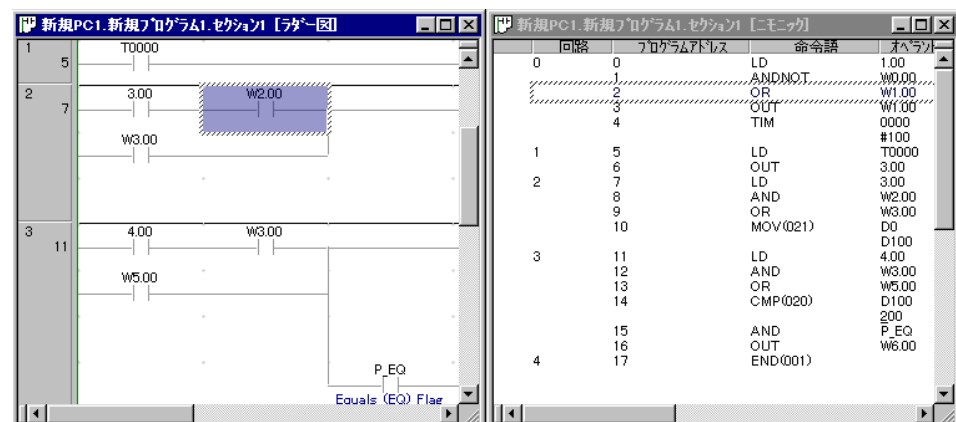 新規PC1.新規プログラム1.セクション1 [ラダー図]
1
5
T0000
2
7
3.00 W2.00
W3.00
3
11
4.00 W3.00
W5.00
P_EQ
Equals (EQ) Flag
新規PC1.新規プログラム1.セクション1 [ニモニック]
回路 プログラムアドレス 命令語 オペランド
0 0 LD 1.00
1 ANDNOT W0.00
2 OR W1.00
3 OUT W1.00
4 TIM 0000
#100
1 5 LD T0000
6 OUT 3.00
2 7 LD 3.00
8 AND W2.00
9 OR W3.00
10 MOV(021) D0
D100
3 11 LD 4.00
12 AND W3.00
13 OR W5.00
14 CMP(020) D100
200
15 AND P_EQ
16 OUT W6.00
4 17 END(001)